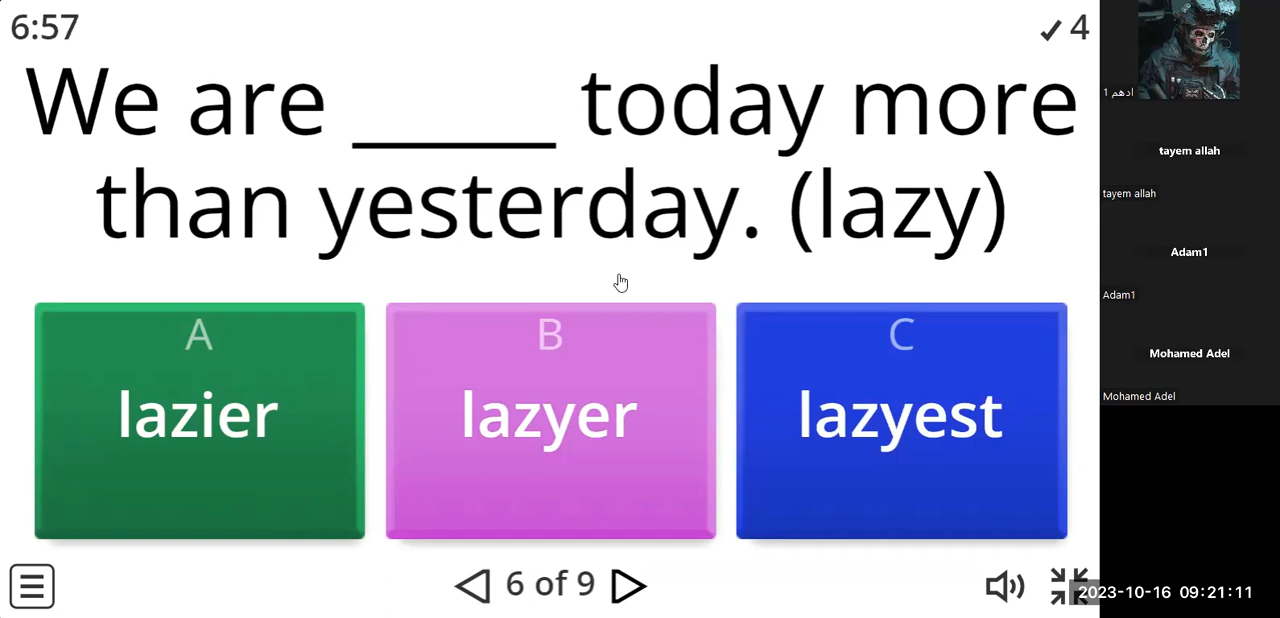 6:57
4
We are ______ today more
than yesterday. (lazy)
A
lazier
B
lazyer
C
lazyest
6 of 9
ادهم 1
tayem allah
tayem allah
Adam1
Adam1
Mohamed Adel
Mohamed Adel
2023-10-16 09:21:11